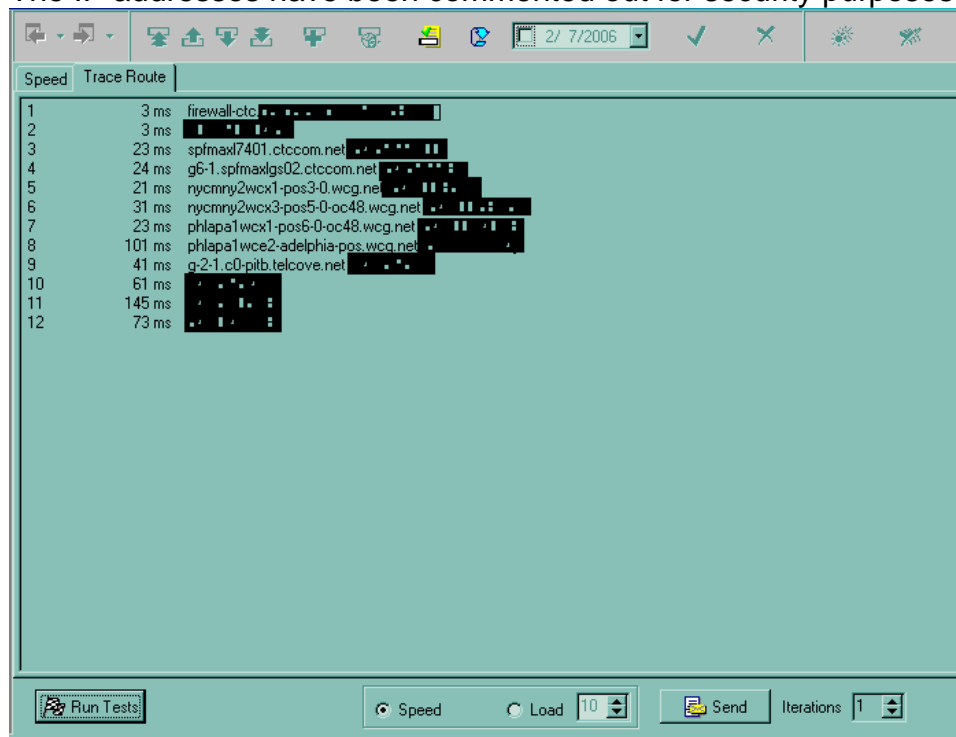 The IP addresses have been commented out for security purposes
2/ 7/2006
Speed Trace Route
1 3 ms firewall-ctc.
2 3 ms
3 23 ms spfmaxl7401.ctccom.net
4 24 ms g6-1.spfmaxlgs02.ctccom.net
5 21 ms nycmny2wcx1-pos3-0.wcg.net
6 31 ms nycmny2wcx3-pos5-0-oc48.wcg.net
7 23 ms phlapa1wcx1-pos6-0-oc48.wcg.net
8 101 ms phlapa1wce2-adelphia-pos.wcg.net
9 41 ms g-2-1.c0-pitb.telcove.net
10 61 ms
11 145 ms
12 73 ms
Run Tests Speed Load 10 Send Iterations 1